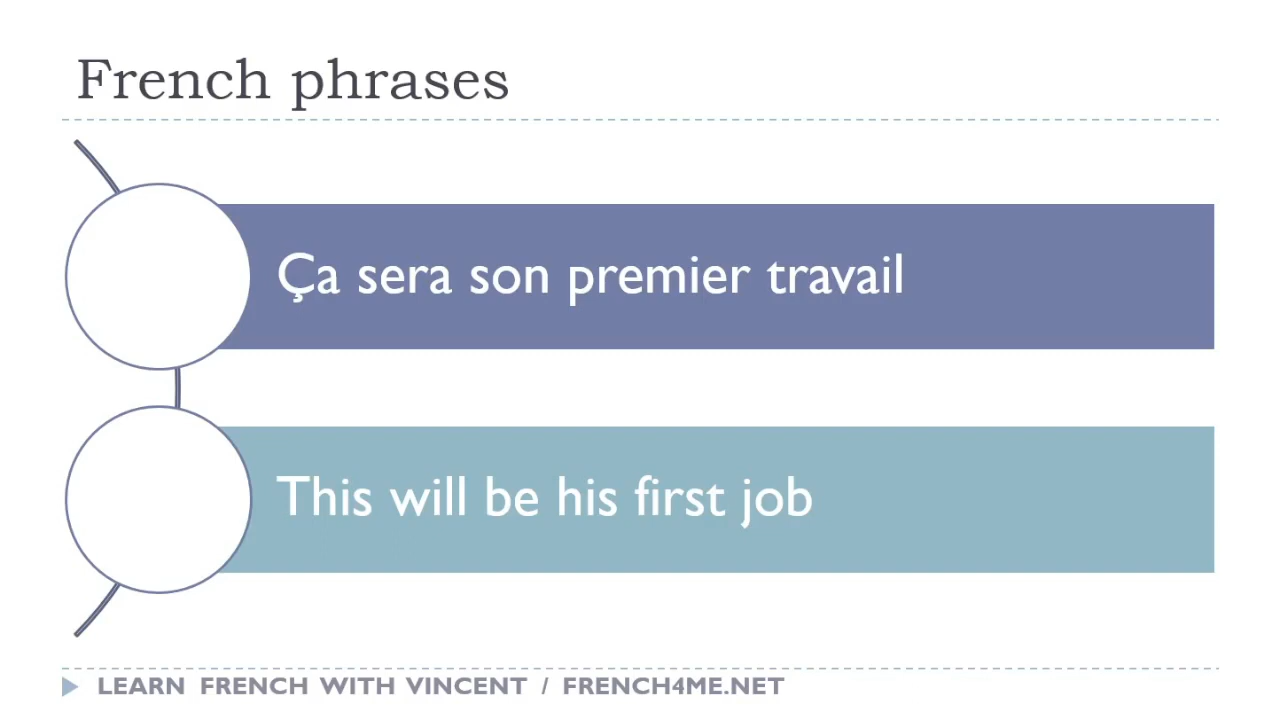 French phrases
Ça sera son premier travail
This will be his first job
LEARN FRENCH WITH VINCENT / FRENCH4ME.NET